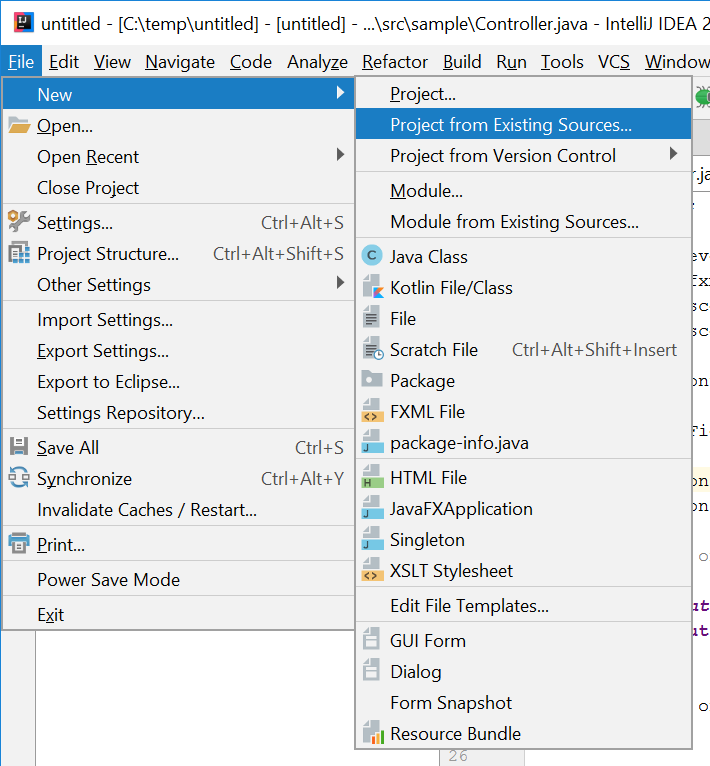 untitled - [C:\temp\untitled] - [untitled] - ...\src\sample\Controller.java - IntelliJ IDEA 2
File Edit View Navigate Code Analyze Refactor Build Run Tools VCS Window
New
Open...
Open Recent
Close Project
Settings... Ctrl+Alt+S
Project Structure... Ctrl+Alt+Shift+S
Other Settings
Import Settings...
Export Settings...
Export to Eclipse...
Settings Repository...
Save All Ctrl+S
Synchronize Ctrl+Alt+Y
Invalidate Caches / Restart...
Print...
Power Save Mode
Exit
Project...
Project from Existing Sources...
Project from Version Control
Module...
Module from Existing Sources...
Java Class
Kotlin File/Class
File
Scratch File Ctrl+Alt+Shift+Insert
Package
FXML File
package-info.java
HTML File
JavaFXApplication
Singleton
XSLT Stylesheet
Edit File Templates...
GUI Form
Dialog
Form Snapshot
Resource Bundle
26